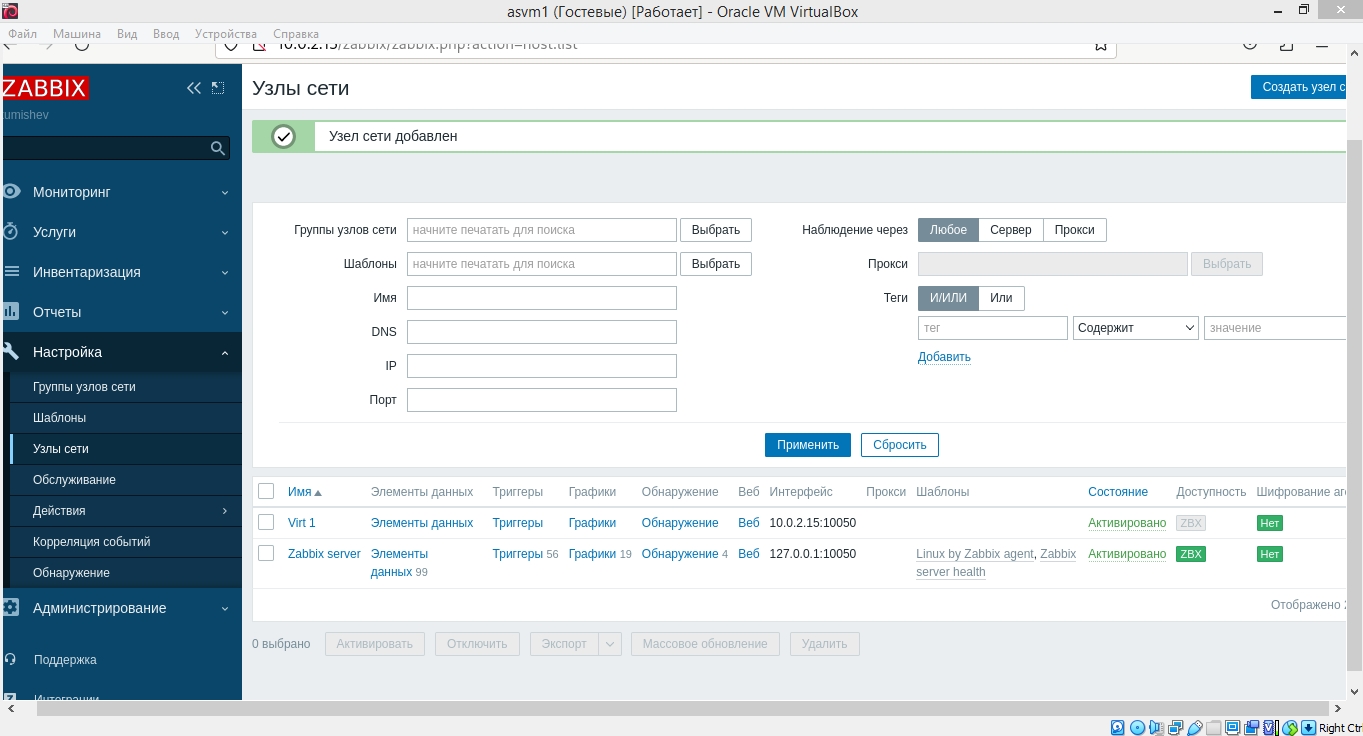 asvm1 (Гостевые) [Работает] - Oracle VM VirtualBox
Файл Машина Вид Ввод Устройства Справка
10.0.2.15/zabbix/zabbix.php?action=host.list
ZABBIX
Узлы сети
Создать узел с
umishev
Узел сети добавлен
Мониторинг
Услуги
Инвентаризация
Отчеты
Настройка
Группы узлов сети
Шаблоны
Узлы сети
Обслуживание
Действия
Корреляция событий
Обнаружение
Администрирование
Поддержка
Интеграции
Группы узлов сети начните печатать для поиска Выбрать
Наблюдение через Любое Сервер Прокси
Шаблоны начните печатать для поиска Выбрать
Прокси Выбрать
Имя
Теги И/ИЛИ Или
DNS
тег Содержит значение
IP
Добавить
Порт
Применить Сбросить
Имя Элементы данных Триггеры Графики Обнаружение Веб Интерфейс Прокси Шаблоны Состояние Доступность Шифрование аг
Virt 1 Элементы данных Триггеры Графики Обнаружение Веб 10.0.2.15:10050 Активировано ZBX Нет
Zabbix server Элементы Триггеры 56 Графики 19 Обнаружение 4 Веб 127.0.0.1:10050 Linux by Zabbix agent, Zabbix Активировано ZBX Нет
данных 99 server health
Отображено 2
0 выбрано Активировать Отключить Экспорт Массовое обновление Удалить
Right Ctrl